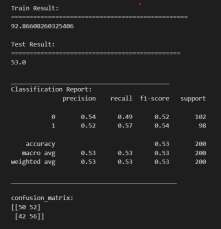 Train Result:
================================================
92.86600260325406
Test Result:
================================================
53.0
Classification Report:
precision recall f1-score support
0 0.54 0.49 0.52 102
1 0.52 0.57 0.54 98
accuracy 0.53 200
macro avg 0.53 0.53 0.53 200
weighted avg 0.53 0.53 0.53 200
confusion_matrix:
[[50 52]
[42 56]]